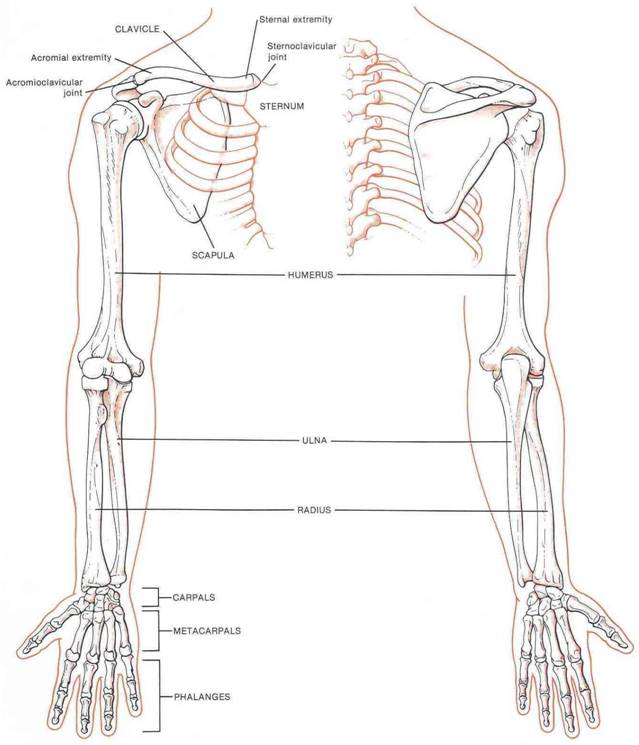 Sternal extremity
CLAVICLE
Sternoclavicular
joint
Acromial extremity
Acromioclavicular
joint
STERNUM
SCAPULA
HUMERUS
ULNA
RADIUS
CARPALS
METACARPALS
PHALANGES